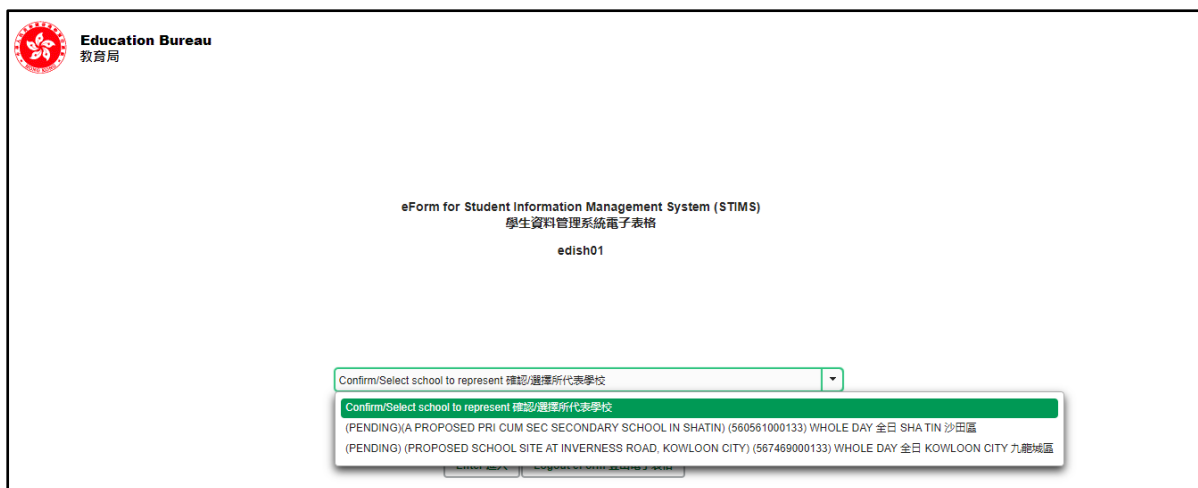 Education Bureau
教育局
eForm for Student Information Management System (STIMS)
學生資料管理系統電子表格
edish01
Confirm/Select school to represent 確認/選擇所代表學校
Confirm/Select school to represent 確認/選擇所代表學校
(PENDING)(A PROPOSED PRI CUM SEC SECONDARY SCHOOL IN SHATIN) (560561000133) WHOLE DAY 全日 SHA TIN 沙田區
(PENDING) (PROPOSED SCHOOL SITE AT INVERNESS ROAD, KOWLOON CITY) (567469000133) WHOLE DAY 全日 KOWLOON CITY 九龍城區